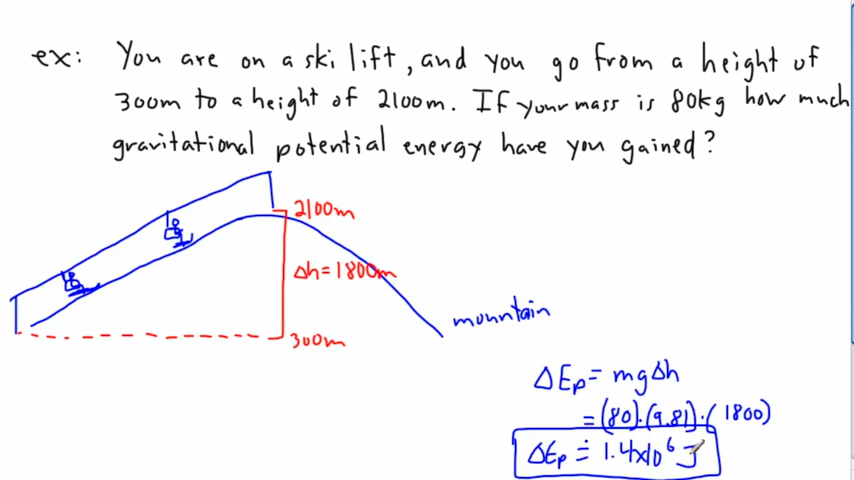 ex: You are on a ski lift, and you go from a height of
300m to a height of 2100m. If your mass is 80kg how much
gravitational potential energy have you gained?
2100m
Δh = 1800m
mountain
300m
ΔEp = mgΔh
= (80)·(9.81)·(1800)
ΔEp ≐ 1.4x10⁶ J